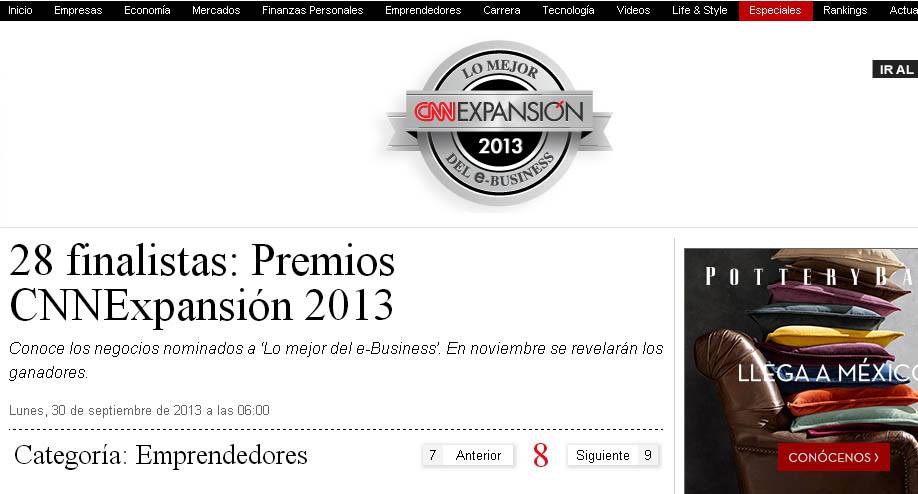 Inicio Empresas Economía Mercados Finanzas Personales Emprendedores Carrera Tecnología Videos Life & Style Especiales Rankings
LO MEJOR
CNNEXPANSIÓN
2013
DEL e-BUSINESS
IR AL
28 finalistas: Premios
CNNExpansión 2013
Conoce los negocios nominados a 'Lo mejor del e-Business'. En noviembre se revelarán los
ganadores.
Lunes, 30 de septiembre de 2013 a las 06:00
Categoría: Emprendedores
7 Anterior 8 Siguiente 9
POTTERY BA
LLEGA A MÉXICO
CONÓCENOS >